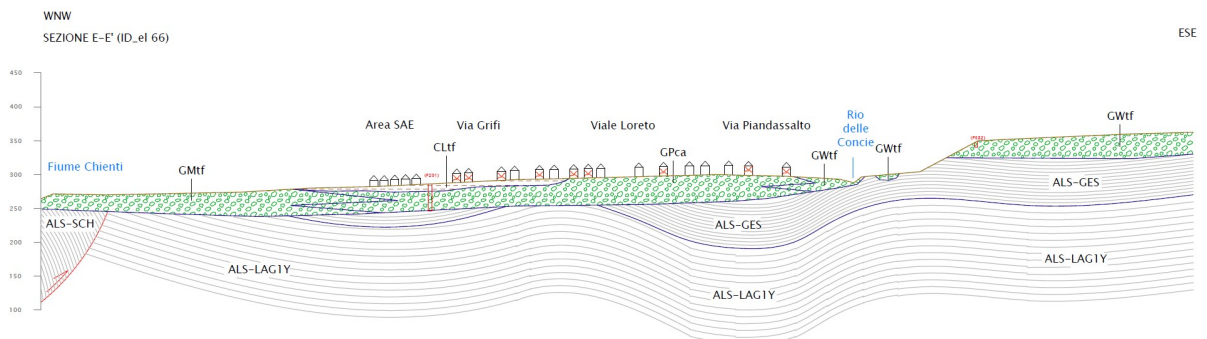 WNW
SEZIONE E-E' (ID_el 66)
ESE
450
400
350
300
250
200
150
100
Area SAE
Via Grifi
Viale Loreto
Via Piandassalto
Rio
delle
Concie
GWtf
Fiume Chienti
GMtf
CLtf
GPca
GWtf
GWtf
ALS-SCH
ALS-LAG1Y
ALS-GES
ALS-LAG1Y
ALS-GES
ALS-LAG1Y